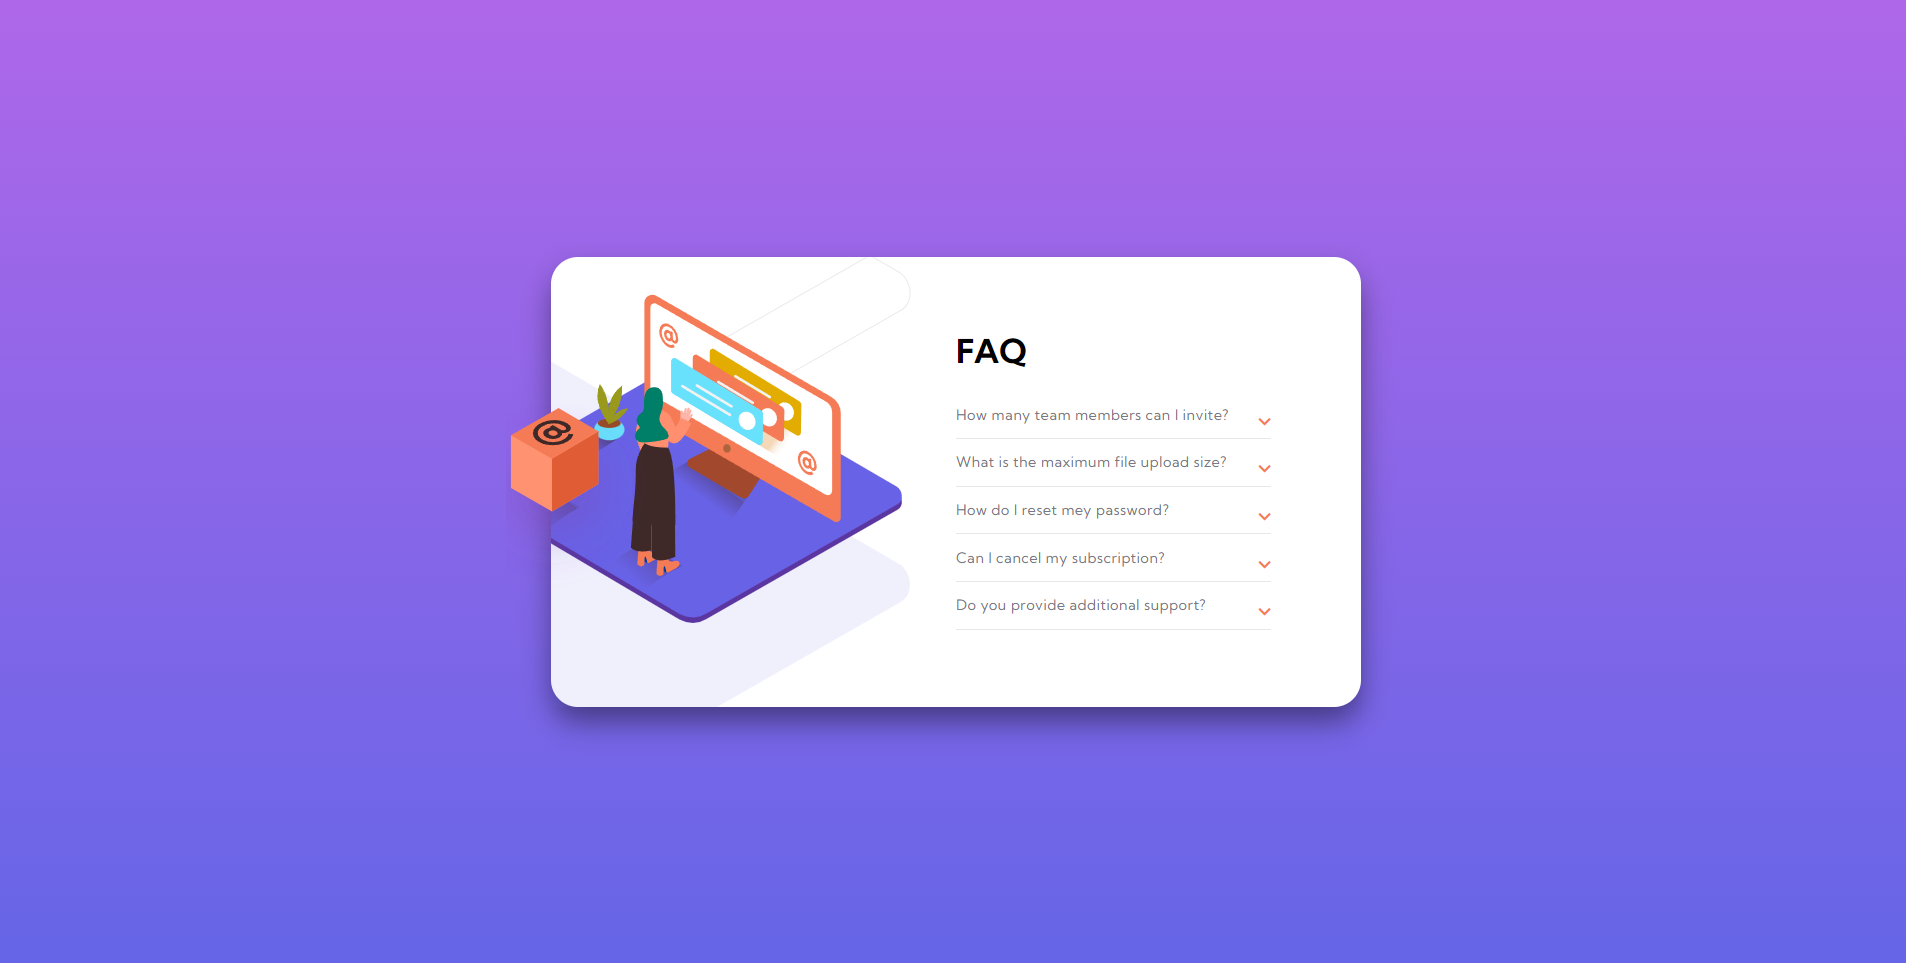 @
@
@
FAQ
How many team members can I invite?
What is the maximum file upload size?
How do I reset mey password?
Can I cancel my subscription?
Do you provide additional support?